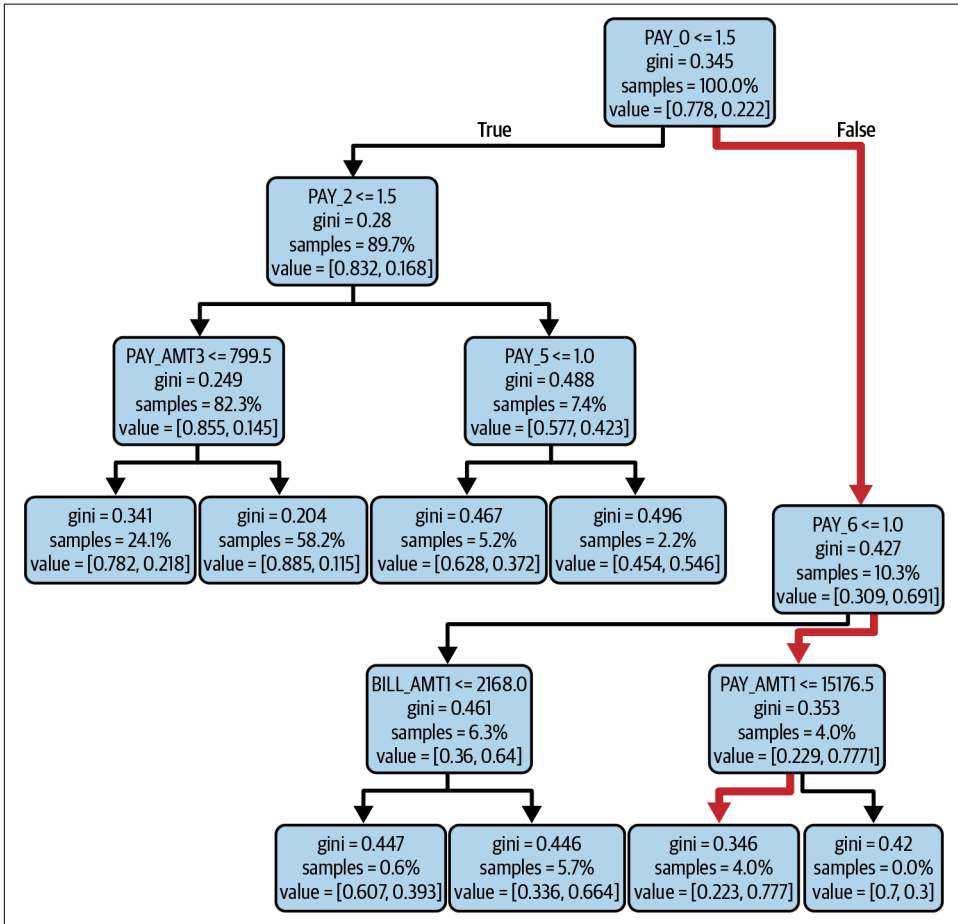 PAY_0 <= 1.5
gini = 0.345
samples = 100.0%
value = [0.778, 0.222]
True
False
PAY_2 <= 1.5
gini = 0.28
samples = 89.7%
value = [0.832, 0.168]
PAY_AMT3 <= 799.5
gini = 0.249
samples = 82.3%
value = [0.855, 0.145]
PAY_5 <= 1.0
gini = 0.488
samples = 7.4%
value = [0.577, 0.423]
gini = 0.341
samples = 24.1%
value = [0.782, 0.218]
gini = 0.204
samples = 58.2%
value = [0.885, 0.115]
gini = 0.467
samples = 5.2%
value = [0.628, 0.372]
gini = 0.496
samples = 2.2%
value = [0.454, 0.546]
PAY_6 <= 1.0
gini = 0.427
samples = 10.3%
value = [0.309, 0.691]
BILL_AMT1 <= 2168.0
gini = 0.461
samples = 6.3%
value = [0.36, 0.64]
PAY_AMT1 <= 15176.5
gini = 0.353
samples = 4.0%
value = [0.229, 0.7771]
gini = 0.447
samples = 0.6%
value = [0.607, 0.393]
gini = 0.446
samples = 5.7%
value = [0.336, 0.664]
gini = 0.346
samples = 4.0%
value = [0.223, 0.777]
gini = 0.42
samples = 0.0%
value = [0.7, 0.3]